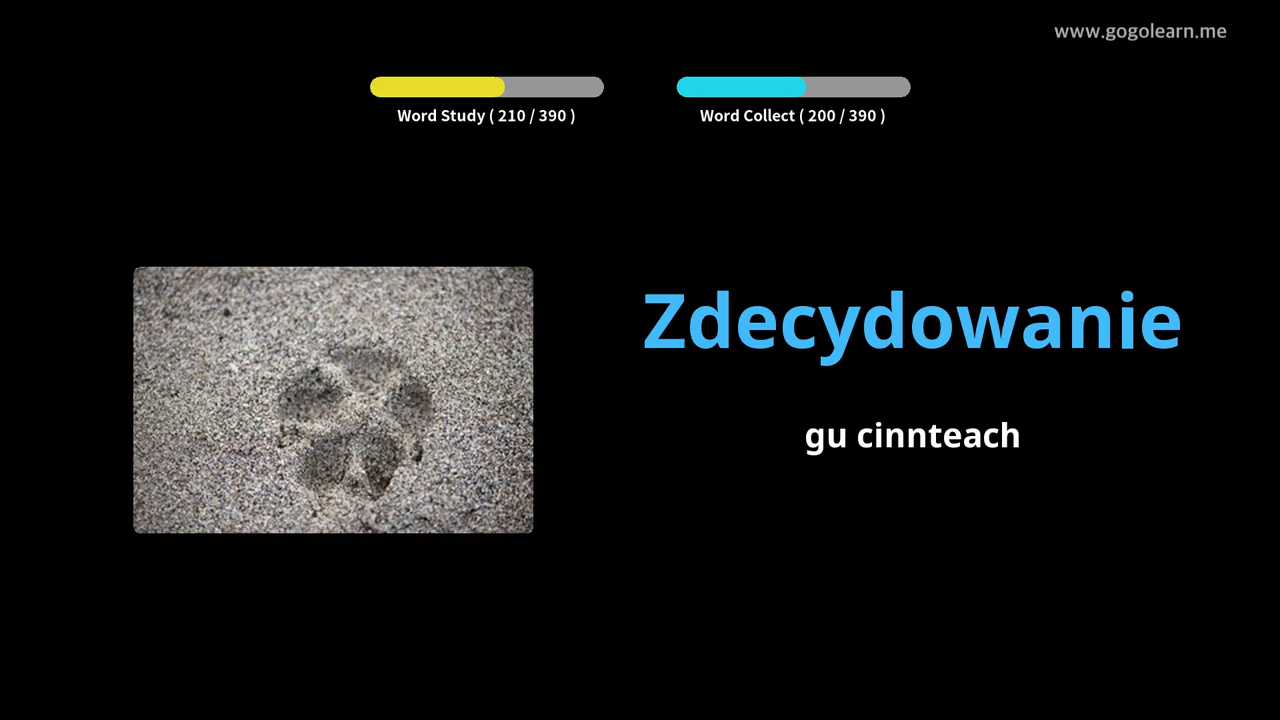 www.gogolearn.me
Word Study ( 210 / 390 )
Word Collect ( 200 / 390 )
Zdecydowanie
gu cinnteach